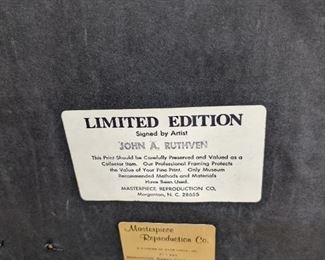 LIMITED EDITION
Signed by Artist
JOHN A. RUTHVEN
This Print Should be Carefully Preserved and Valued as a
Collector Item. Our Professional Framing Protects
the Value of Your Fine Print. Only Museum
Recommended Methods and Materials
Have Been Used.
MASTERPIECE REPRODUCTION CO.
Morganton, N. C. 28655
Masterpiece
Reproduction Co.